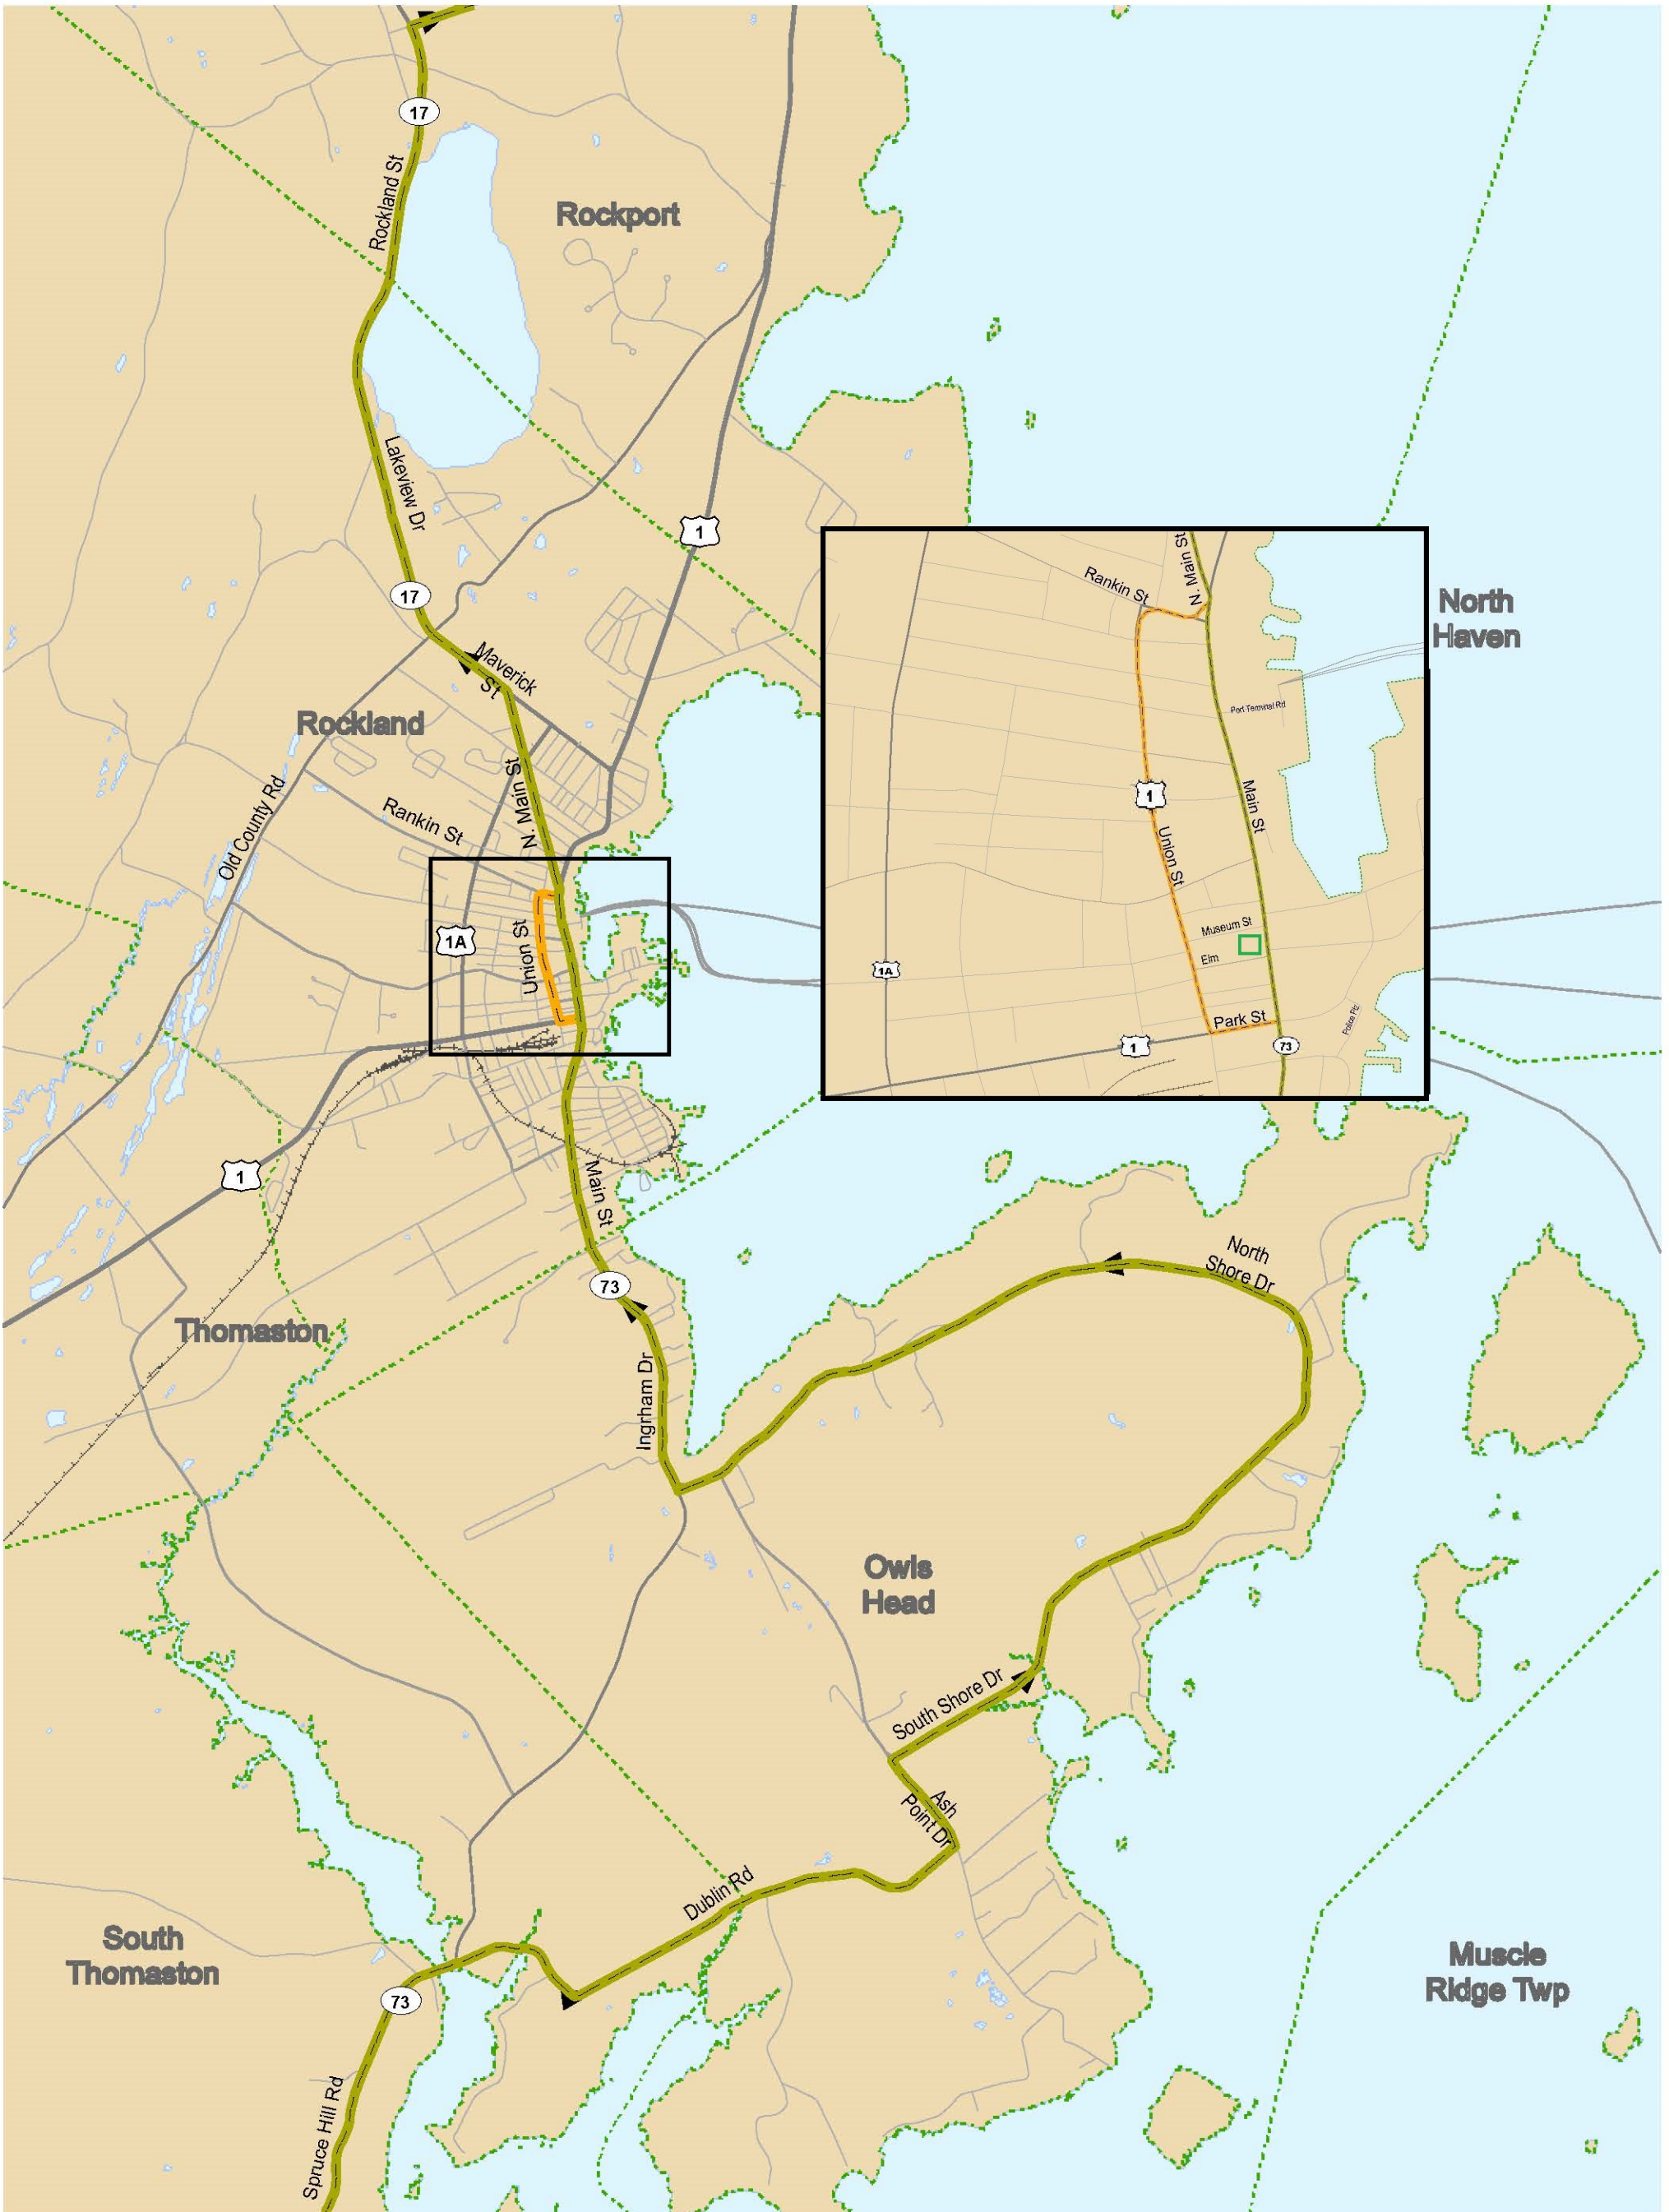 17
Rockland St
Rockport
Lakeview Dr
1
17
Rankin St
N. Main St
North
Haven
Maverick
St
Port Terminal Rd
Rockland
N. Main St
Old County Rd
Rankin St
1
Main St
Union St
Museum St
Elm
1A
Union St
1A
Park St
Police Plz
1
73
1
Main St
North
Shore Dr
73
Thomaston
Ingrham Dr
Owls
Head
South Shore Dr
Ash
Point Dr
Dublin Rd
South
Thomaston
Muscle
Ridge Twp
73
Spruce Hill Rd